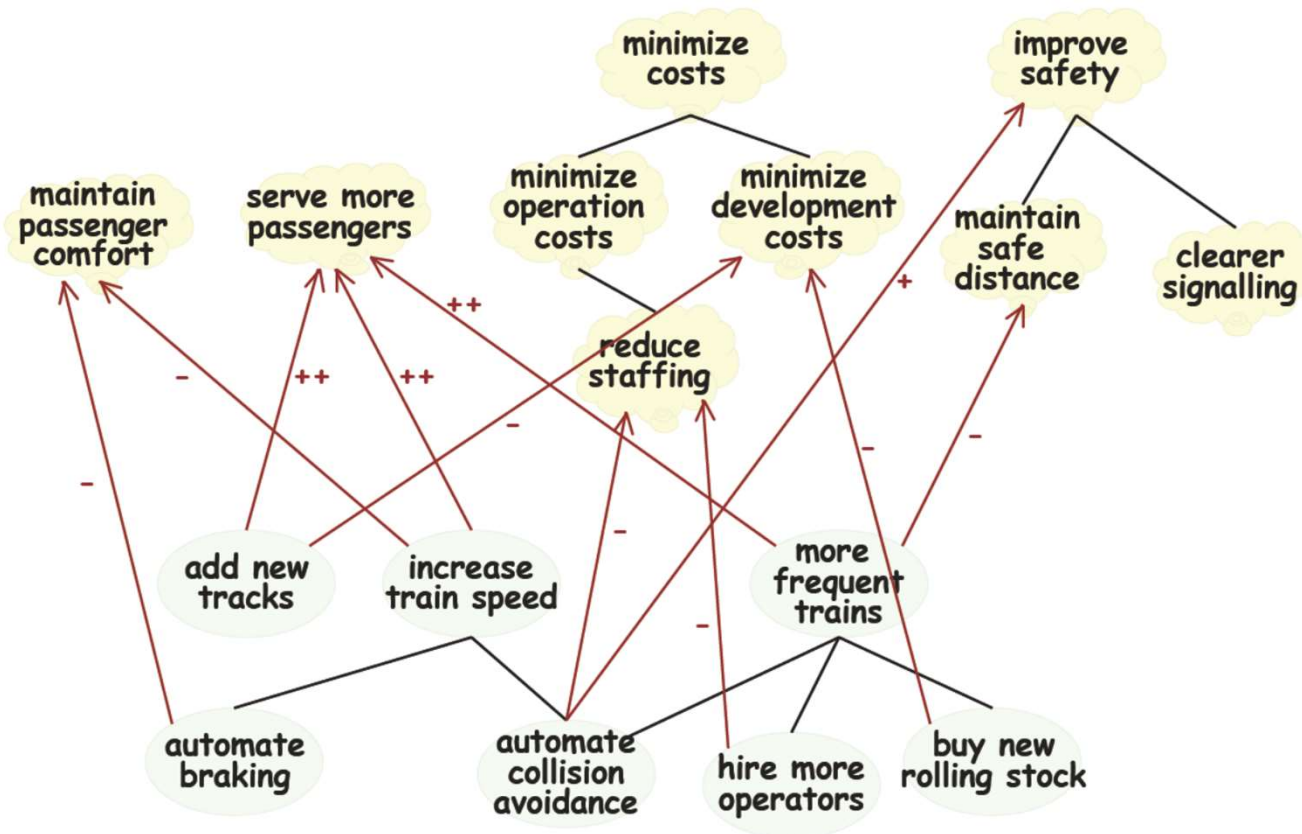 minimize
costs
improve
safety
maintain
passenger
comfort
serve more
passengers
minimize
operation
costs
minimize
development
costs
maintain
safe
distance
clearer
signalling
+
++
reduce
staffing
-
++
++
-
-
-
-
-
-
add new
tracks
increase
train speed
more
frequent
trains
automate
braking
automate
collision
avoidance
hire more
operators
buy new
rolling stock